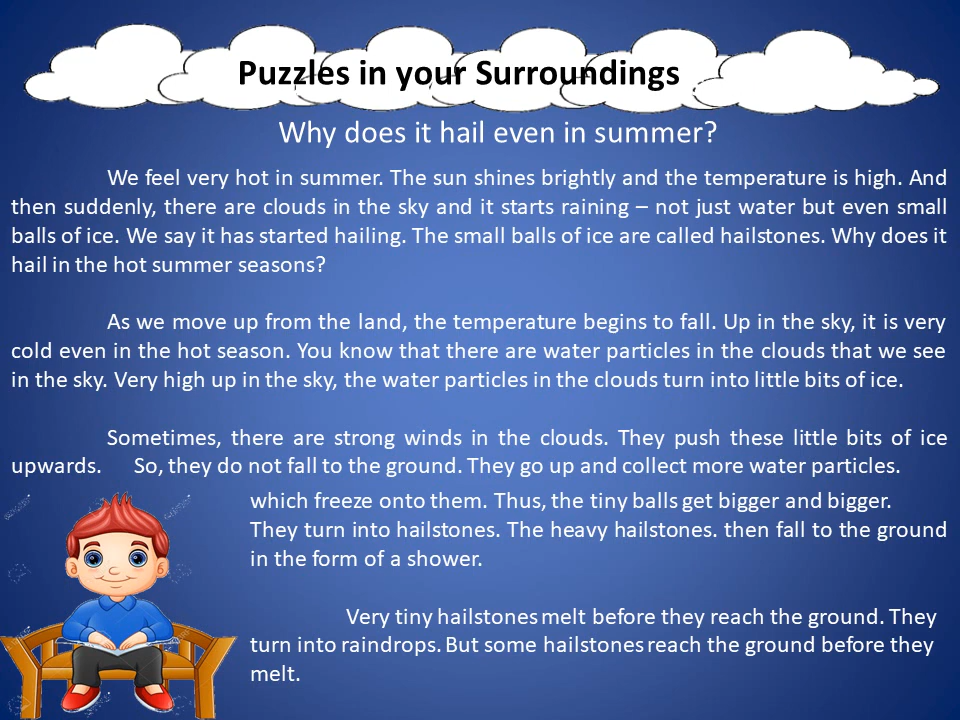 Puzzles in your Surroundings
Why does it hail even in summer?
We feel very hot in summer. The sun shines brightly and the temperature is high. And
then suddenly, there are clouds in the sky and it starts raining – not just water but even small
balls of ice. We say it has started hailing. The small balls of ice are called hailstones. Why does it
hail in the hot summer seasons?
As we move up from the land, the temperature begins to fall. Up in the sky, it is very
cold even in the hot season. You know that there are water particles in the clouds that we see
in the sky. Very high up in the sky, the water particles in the clouds turn into little bits of ice.
Sometimes, there are strong winds in the clouds. They push these little bits of ice
upwards. So, they do not fall to the ground. They go up and collect more water particles.
which freeze onto them. Thus, the tiny balls get bigger and bigger.
They turn into hailstones. The heavy hailstones. then fall to the ground
in the form of a shower.
Very tiny hailstones melt before they reach the ground. They
turn into raindrops. But some hailstones reach the ground before they
melt.